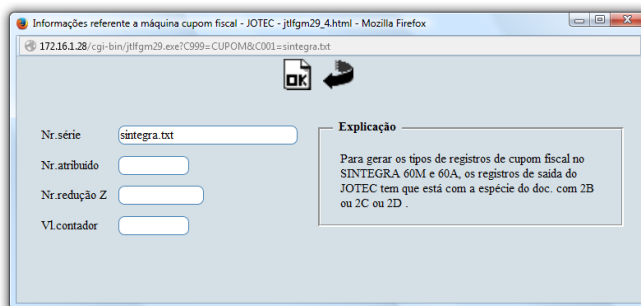 Informações referente a máquina cupom fiscal - JOTEC - jtlfgm29_4.html - Mozilla Firefox
172.16.1.28/cgi-bin/jtlfgm29.exe?C999=CUPOM&C001=sintegra.txt
OK
Nr.série sintegra.txt
Nr.atribuido
Nr.redução Z
Vl.contador
Explicação
Para gerar os tipos de registros de cupom fiscal no
SINTEGRA 60M e 60A, os registros de saida do
JOTEC tem que está com a espécie do doc. com 2B
ou 2C ou 2D .